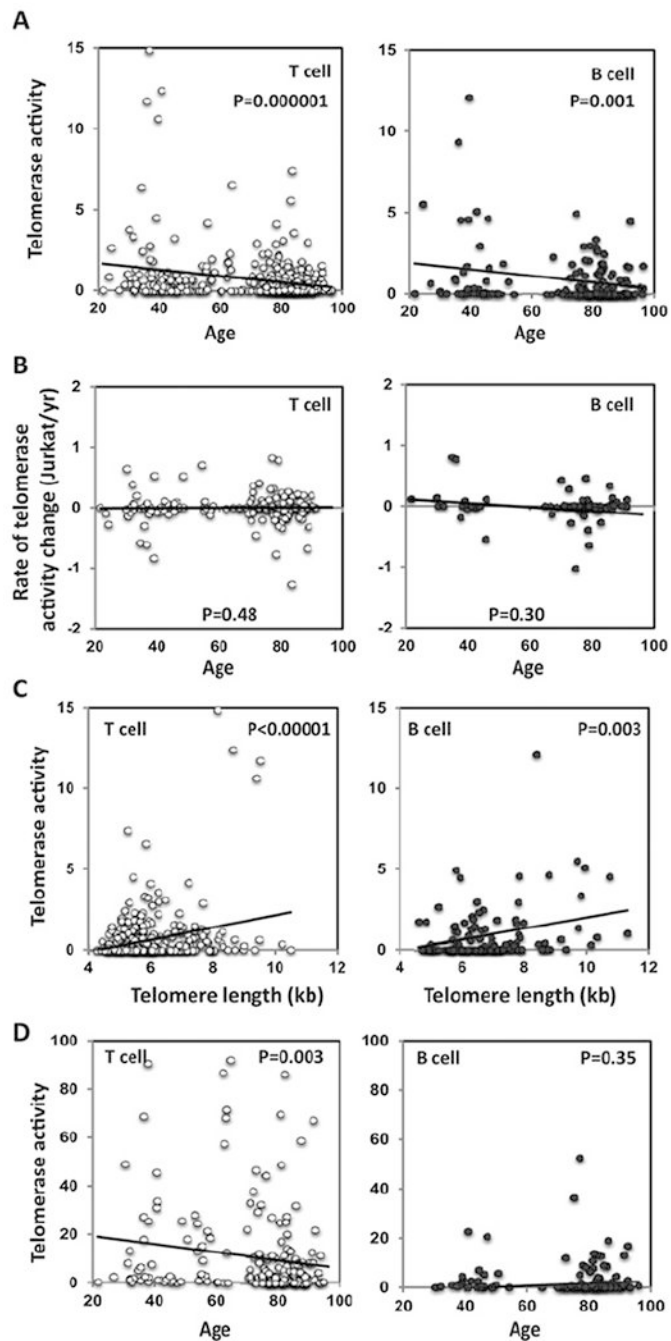 A
T cell
P=0.000001
Telomerase activity
15
10
5
0
20 40 60 80 100
Age
B cell
P=0.001
15
10
5
0
20 40 60 80 100
Age
B
T cell
Rate of telomerase
activity change (Jurkat/yr)
2
1
0
-1
-2
P=0.48
20 40 60 80 100
Age
B cell
2
1
0
-1
-2
P=0.30
20 40 60 80 100
Age
C
T cell P<0.00001
Telomerase activity
15
10
5
0
4 6 8 10 12
Telomere length (kb)
B cell P=0.003
15
10
5
0
4 6 8 10 12
Telomere length (kb)
D
T cell P=0.003
Telomerase activity
100
80
60
40
20
0
20 40 60 80 100
Age
B cell P=0.35
100
80
60
40
20
0
20 40 60 80 100
Age